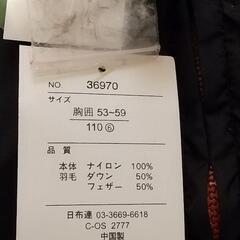 NO. 36970
サイズ
胸囲 53~59
110⑥
品質
本体 ナイロン 100%
羽毛 ダウン 50%
フェザー 50%
日布連 03-3669-6618
C-OS 2777
中国製